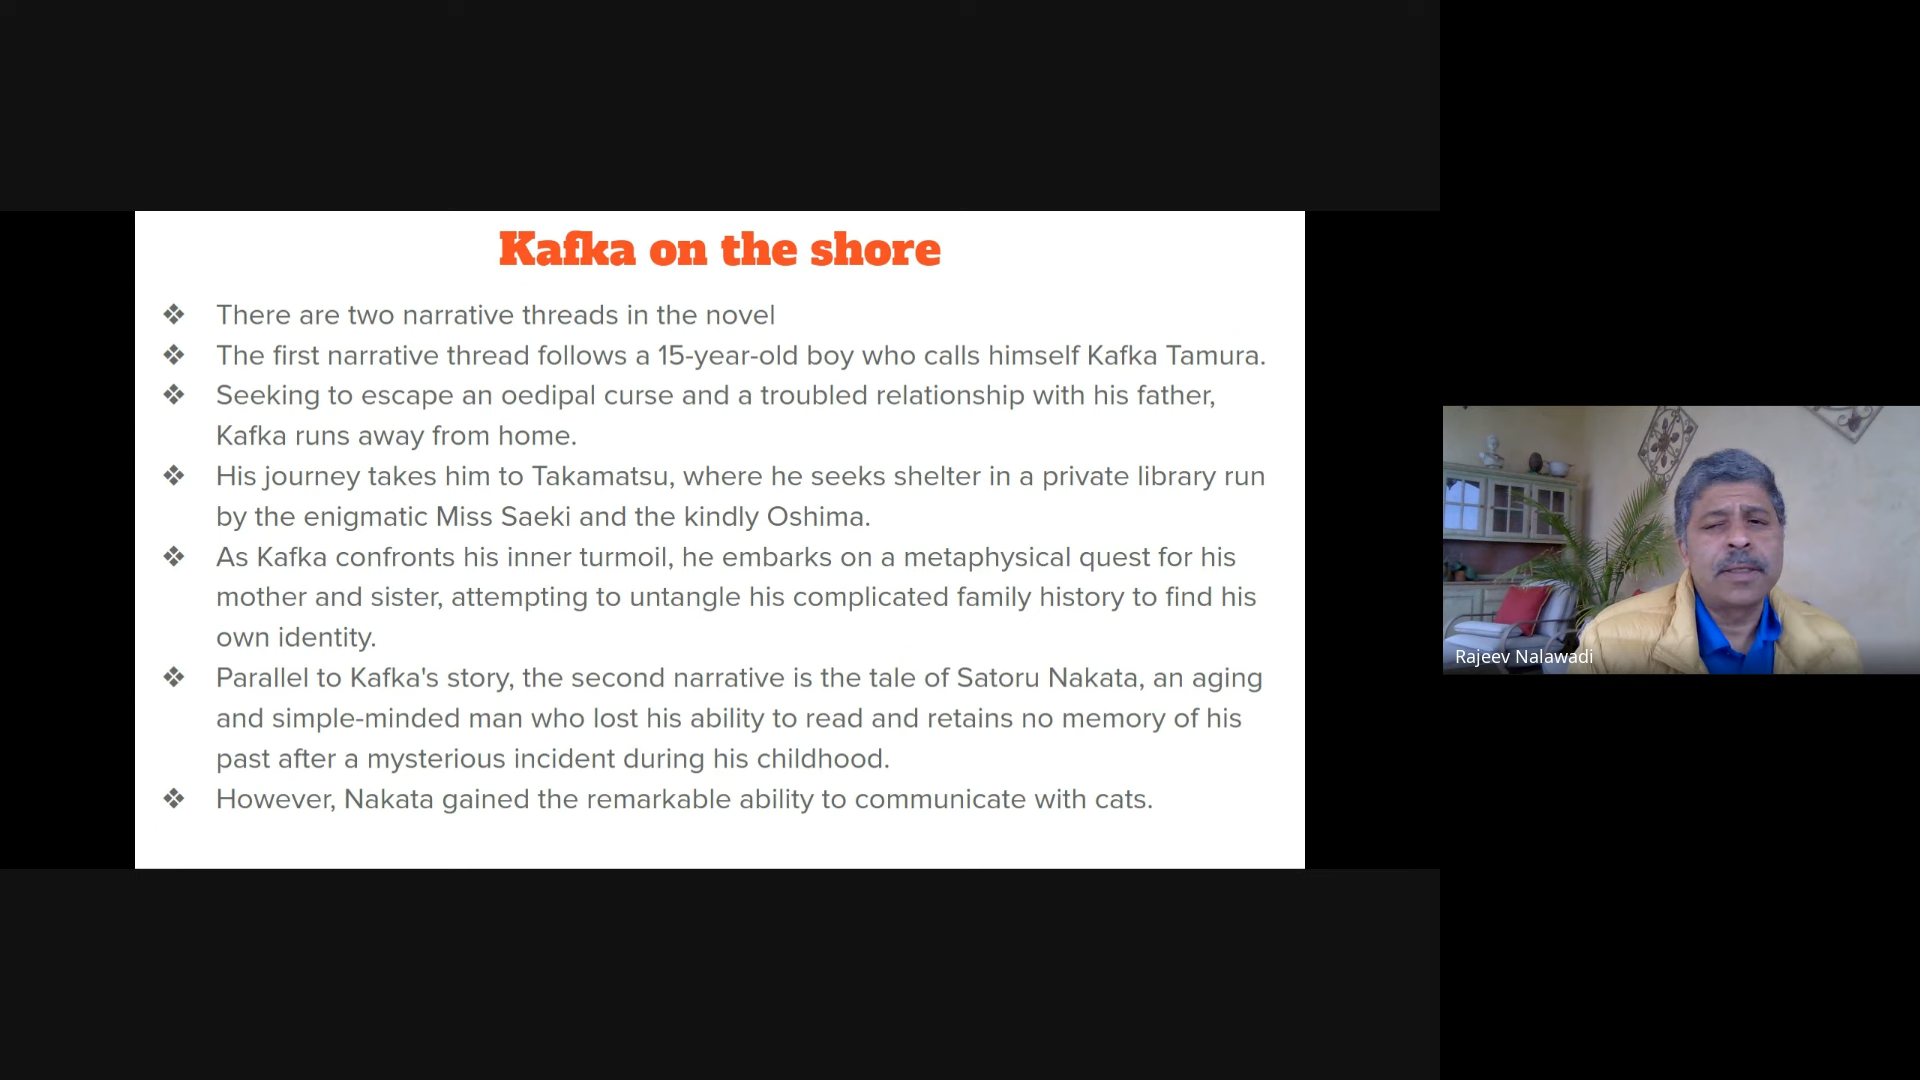 Kafka on the shore
❖ There are two narrative threads in the novel
❖ The first narrative thread follows a 15-year-old boy who calls himself Kafka Tamura.
❖ Seeking to escape an oedipal curse and a troubled relationship with his father,
Kafka runs away from home.
❖ His journey takes him to Takamatsu, where he seeks shelter in a private library run
by the enigmatic Miss Saeki and the kindly Oshima.
❖ As Kafka confronts his inner turmoil, he embarks on a metaphysical quest for his
mother and sister, attempting to untangle his complicated family history to find his
own identity.
❖ Parallel to Kafka's story, the second narrative is the tale of Satoru Nakata, an aging
and simple-minded man who lost his ability to read and retains no memory of his
past after a mysterious incident during his childhood.
❖ However, Nakata gained the remarkable ability to communicate with cats.
Rajeev Nalawadi